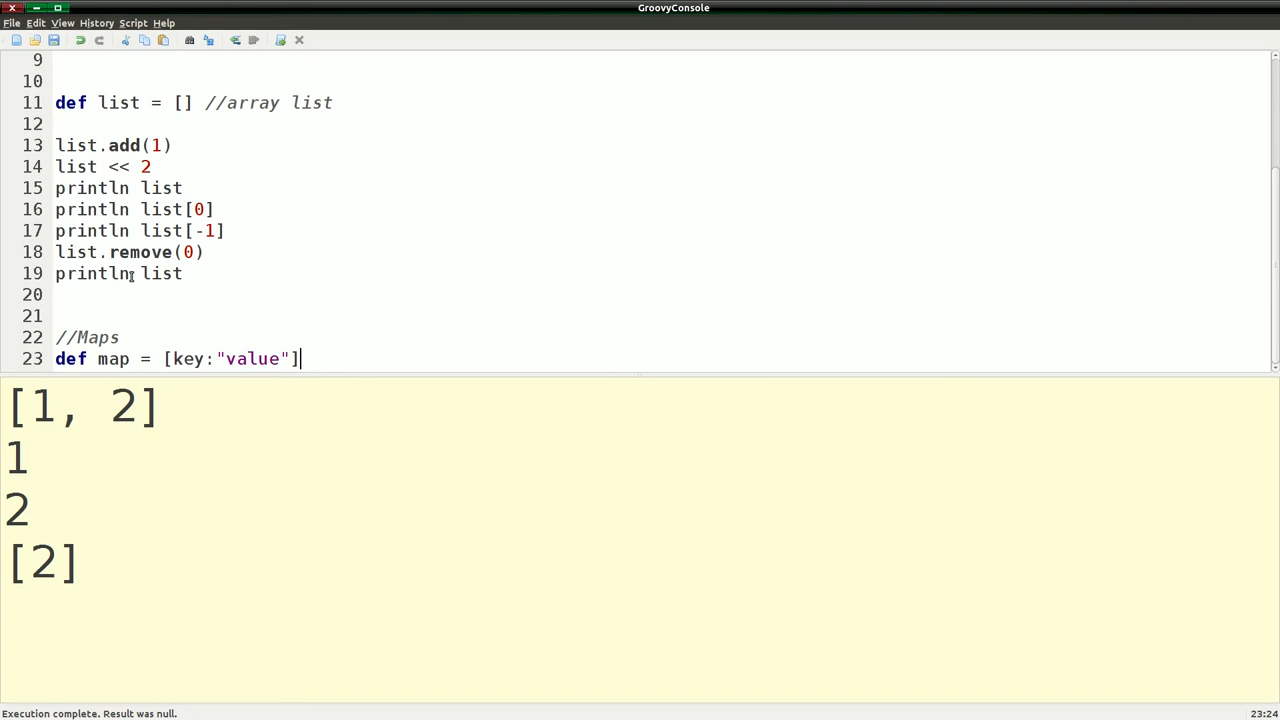 GroovyConsole
File Edit View History Script Help
9
10
11 def list = [] //array list
12
13 list.add(1)
14 list << 2
15 println list
16 println list[0]
17 println list[-1]
18 list.remove(0)
19 println list
20
21
22 //Maps
23 def map = [key:"value"]
[1, 2]
1
2
[2]
Execution complete. Result was null. 23:24